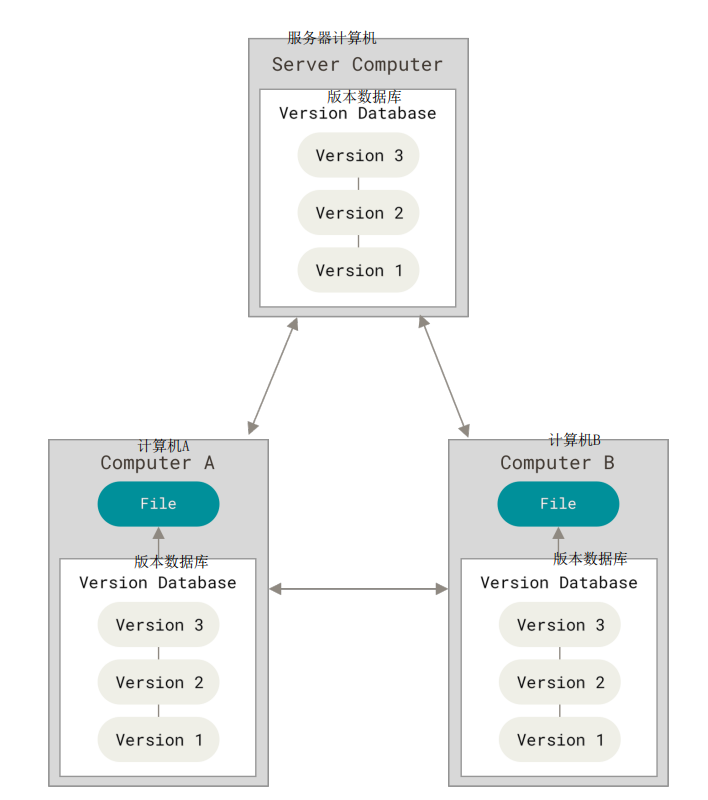 服务器计算机
Server Computer
版本数据库
Version Database
Version 3
Version 2
Version 1
计算机A
Computer A
File
版本数据库
Version Database
Version 3
Version 2
Version 1
计算机B
Computer B
File
版本数据库
Version Database
Version 3
Version 2
Version 1